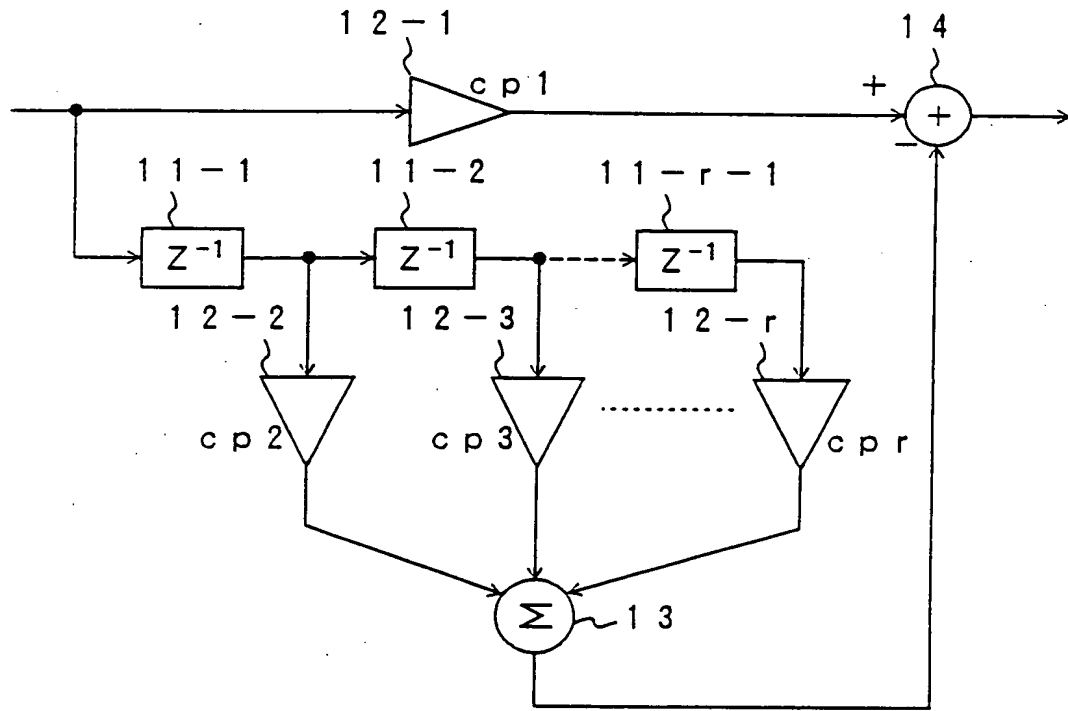 12-1
14
cp1
+
+
−
11-1
11-2
11-r-1
Z⁻¹
Z⁻¹
Z⁻¹
12-2
12-3
12-r
cp2
cp3
cpr
Σ
13